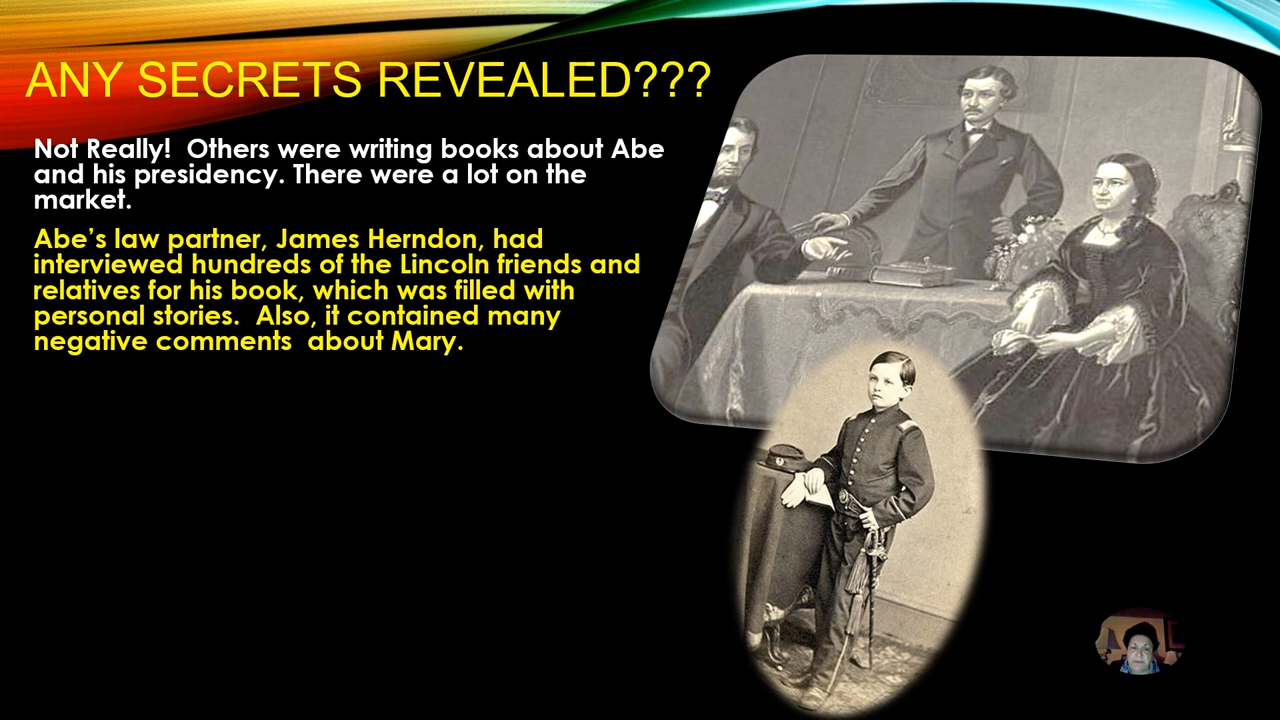 ANY SECRETS REVEALED???
Not Really!  Others were writing books about Abe
and his presidency. There were a lot on the
market.
Abe’s law partner, James Herndon, had
interviewed hundreds of the Lincoln friends and
relatives for his book, which was filled with
personal stories.  Also, it contained many
negative comments  about Mary.